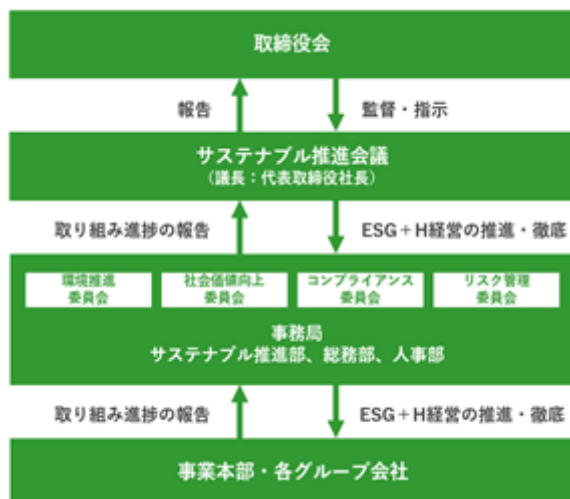 取締役会
報告
監督・指示
サステナブル推進会議
（議長：代表取締役社長）
取り組み進捗の報告
ESG＋H経営の推進・徹底
環境推進
委員会
社会価値向上
委員会
コンプライアンス
委員会
リスク管理
委員会
事務局
サステナブル推進部、総務部、人事部
取り組み進捗の報告
ESG＋H経営の推進・徹底
事業本部・各グループ会社